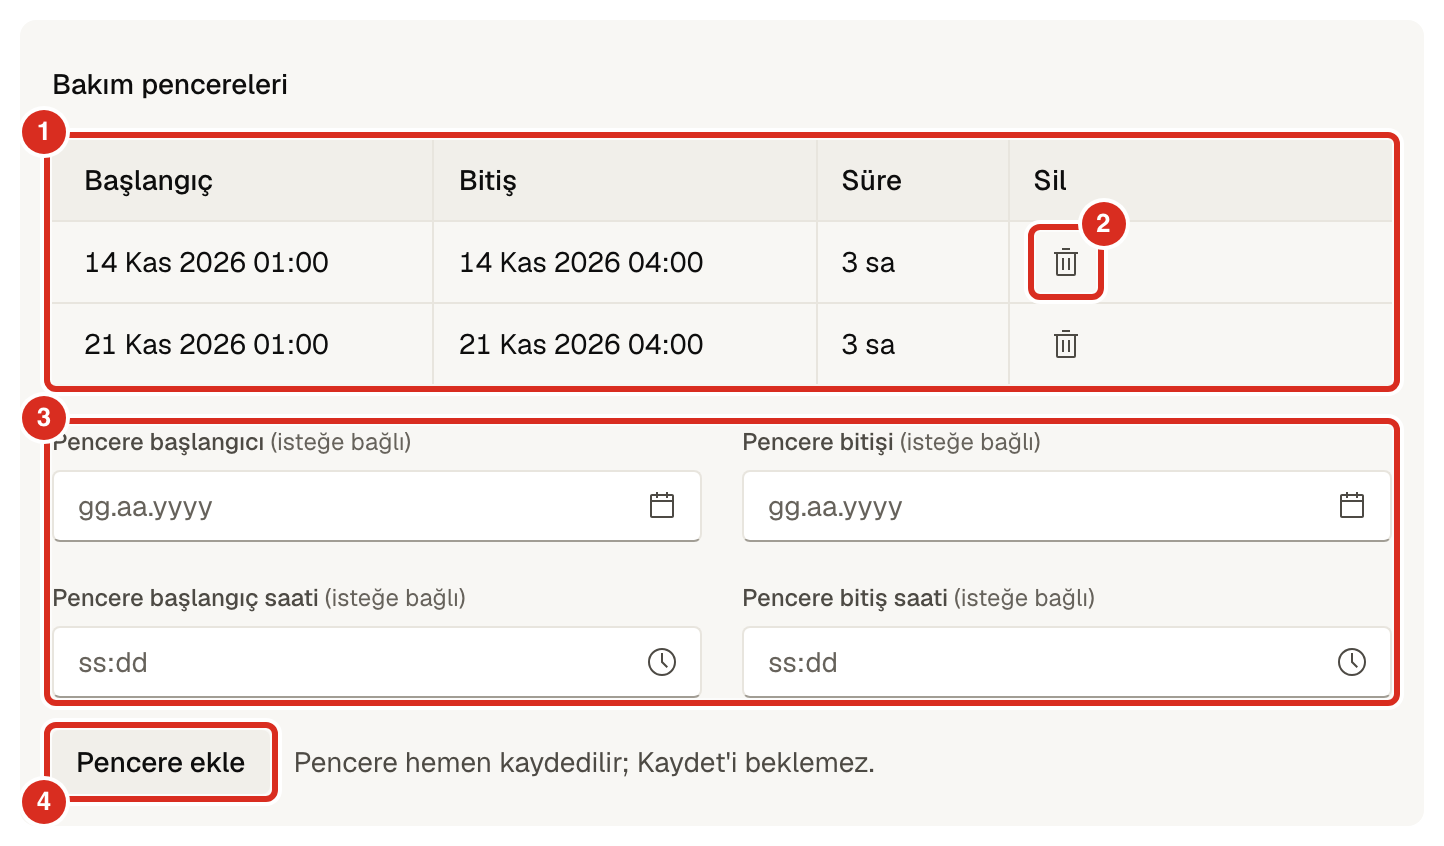 Bakım pencereleri
1
Başlangıç Bitiş Süre Sil
2
14 Kas 2026 01:00 14 Kas 2026 04:00 3 sa
21 Kas 2026 01:00 21 Kas 2026 04:00 3 sa
3
Pencere başlangıcı (isteğe bağlı) Pencere bitişi (isteğe bağlı)
gg.aa.yyyy gg.aa.yyyy
Pencere başlangıç saati (isteğe bağlı) Pencere bitiş saati (isteğe bağlı)
ss:dd ss:dd
Pencere ekle Pencere hemen kaydedilir; Kaydet'i beklemez.
4